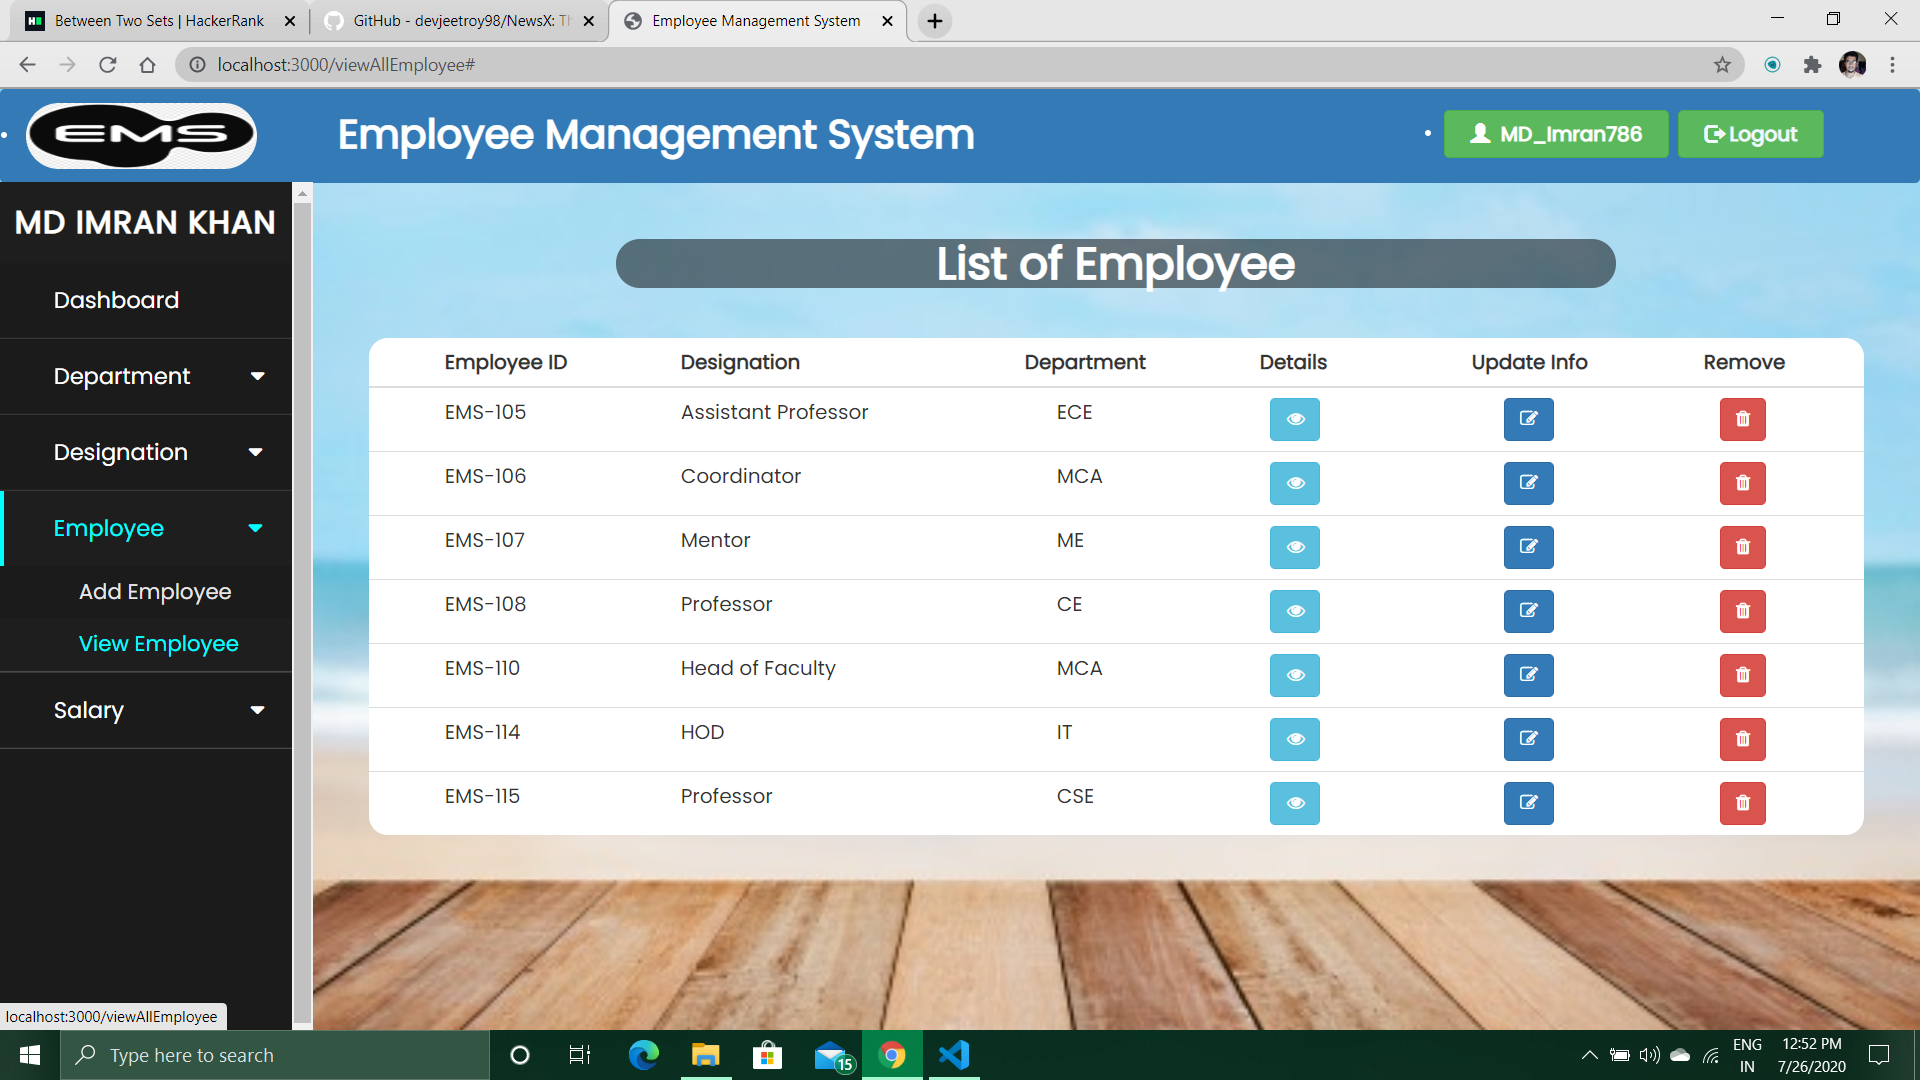 Between Two Sets | HackerRank
GitHub - devjeetroy98/NewsX: Th
Employee Management System
localhost:3000/viewAllEmployee#
EMS
Employee Management System
MD_Imran786
Logout
MD IMRAN KHAN
Dashboard
Department
Designation
Employee
Add Employee
View Employee
Salary
List of Employee
Employee ID Designation Department Details Update Info Remove
EMS-105 Assistant Professor ECE
EMS-106 Coordinator MCA
EMS-107 Mentor ME
EMS-108 Professor CE
EMS-110 Head of Faculty MCA
EMS-114 HOD IT
EMS-115 Professor CSE
localhost:3000/viewAllEmployee
Type here to search
15
ENG
IN
12:52 PM
7/26/2020